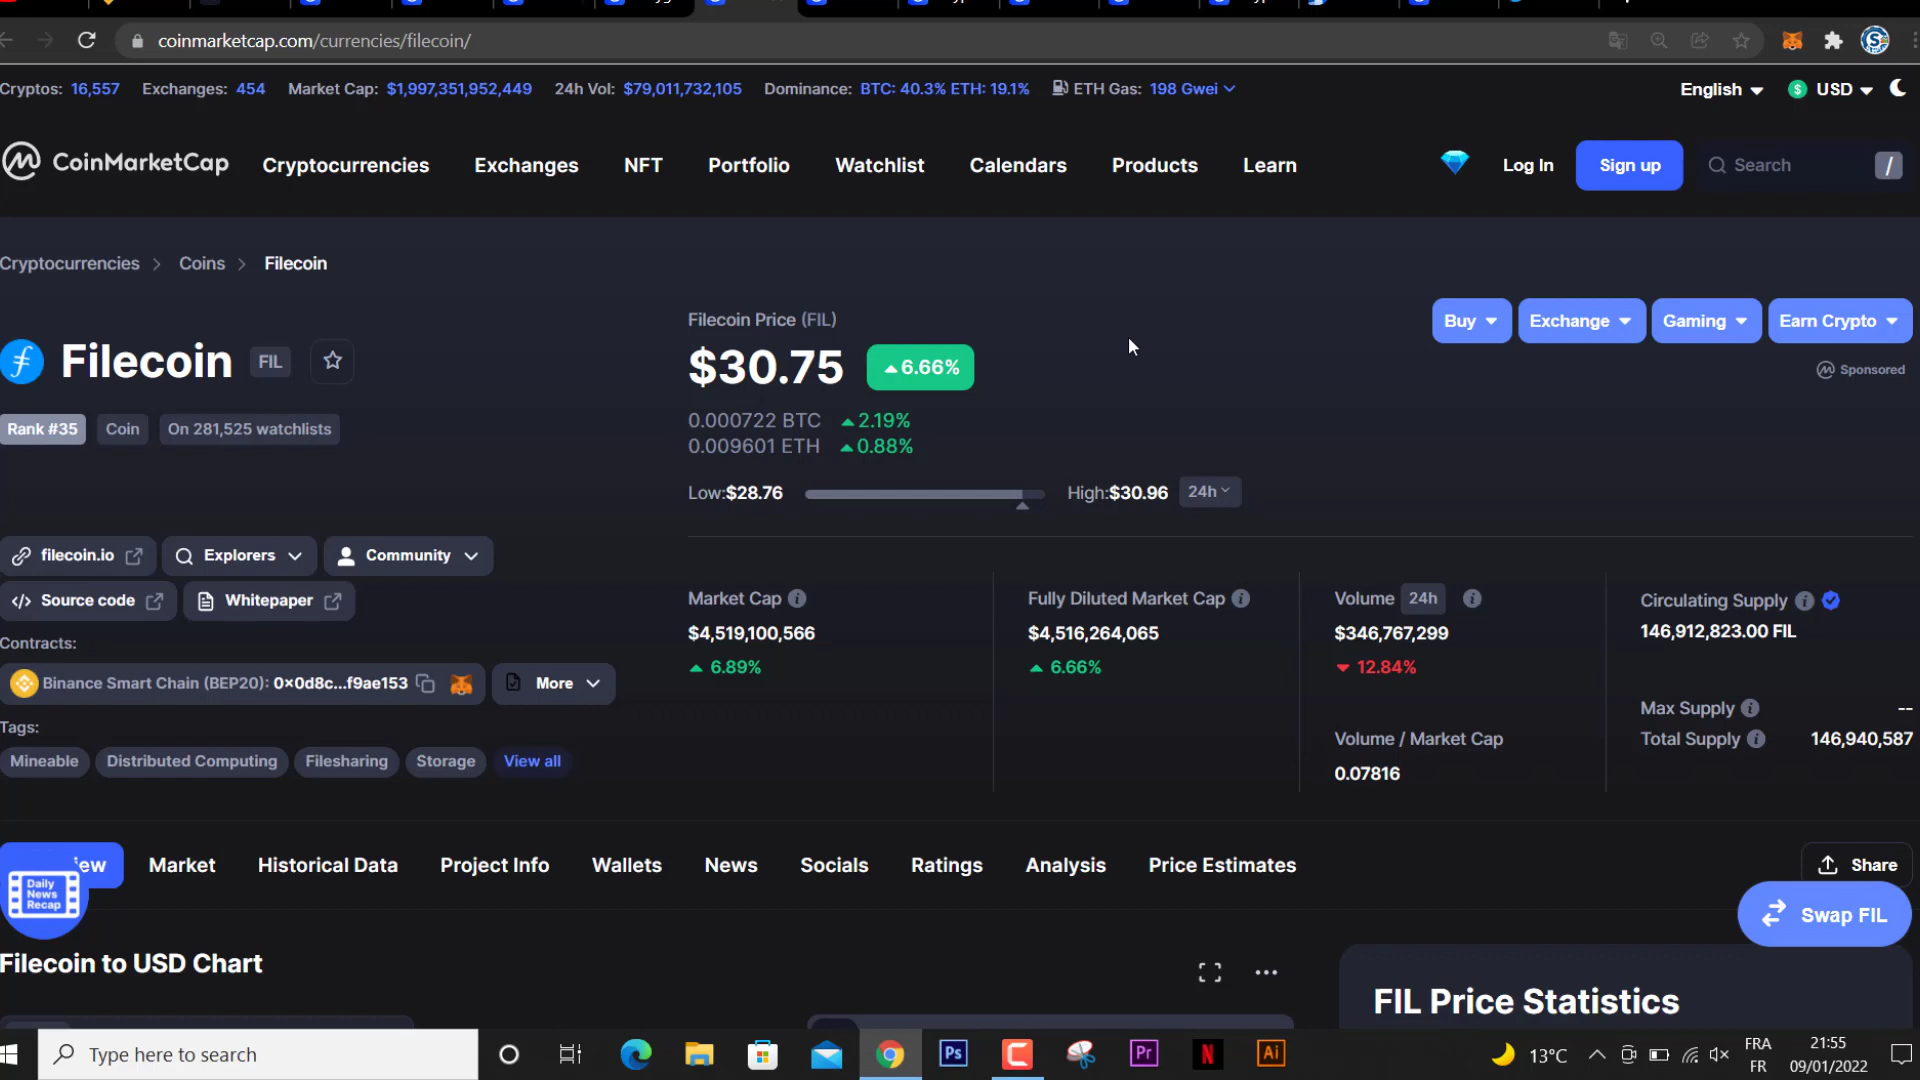 coinmarketcap.com/currencies/filecoin/
Cryptos: 16,557 Exchanges: 454 Market Cap: $1,997,351,952,449 24h Vol: $79,011,732,105 Dominance: BTC: 40.3% ETH: 19.1% ETH Gas: 198 Gwei English USD
CoinMarketCap Cryptocurrencies Exchanges NFT Portfolio Watchlist Calendars Products Learn Log In Sign up Search /
Cryptocurrencies > Coins > Filecoin
Filecoin Price (FIL)
Buy Exchange Gaming Earn Crypto
Filecoin FIL
$30.75 6.66%
Sponsored
Rank #35 Coin On 281,525 watchlists
0.000722 BTC 2.19%
0.009601 ETH 0.88%
Low:$28.76 High:$30.96 24h
filecoin.io Explorers Community
Source code Whitepaper
Market Cap Fully Diluted Market Cap Volume 24h Circulating Supply
$4,519,100,566 $4,516,264,065 $346,767,299 146,912,823.00 FIL
6.89% 6.66% 12.84%
Contracts:
Binance Smart Chain (BEP20): 0x0d8c...f9ae153 More
Max Supply --
Tags:
Volume / Market Cap Total Supply 146,940,587
Mineable Distributed Computing Filesharing Storage View all
0.07816
Market Historical Data Project Info Wallets News Socials Ratings Analysis Price Estimates Share
Daily
News
Recap
Swap FIL
Filecoin to USD Chart
FIL Price Statistics
Type here to search
Ps Pr N Ai
13°C
FRA
FR
21:55
09/01/2022